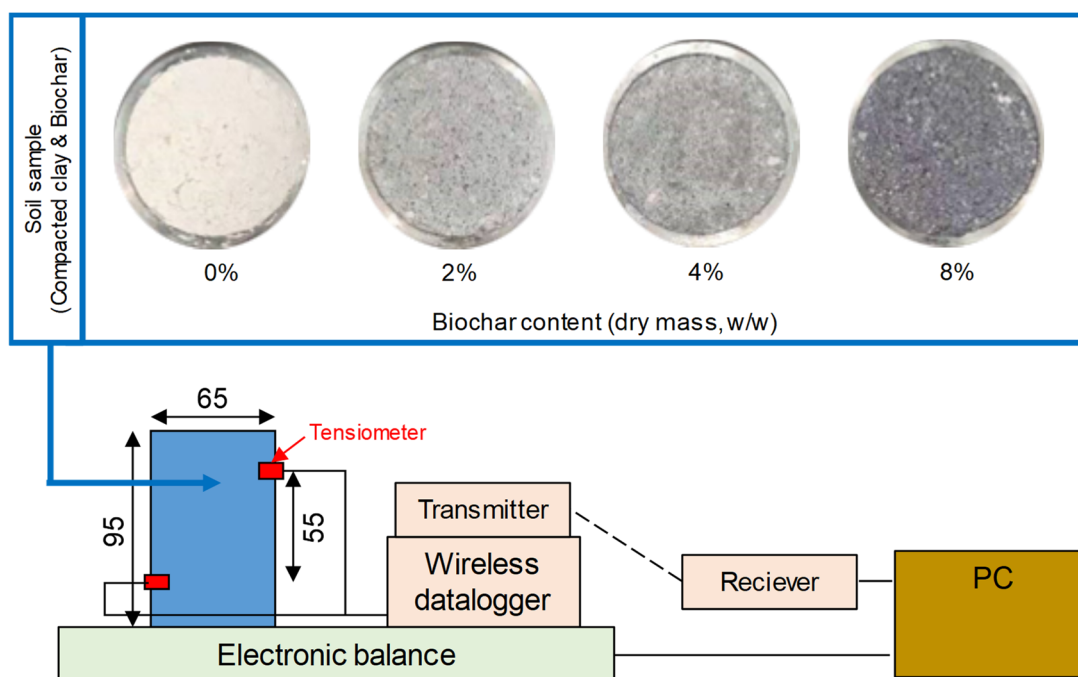 Soil sample
(Compacted clay & Biochar)
0%
2%
4%
8%
Biochar content (dry mass, w/w)
65
Tensiometer
95
55
Transmitter
Wireless
datalogger
Reciever
PC
Electronic balance